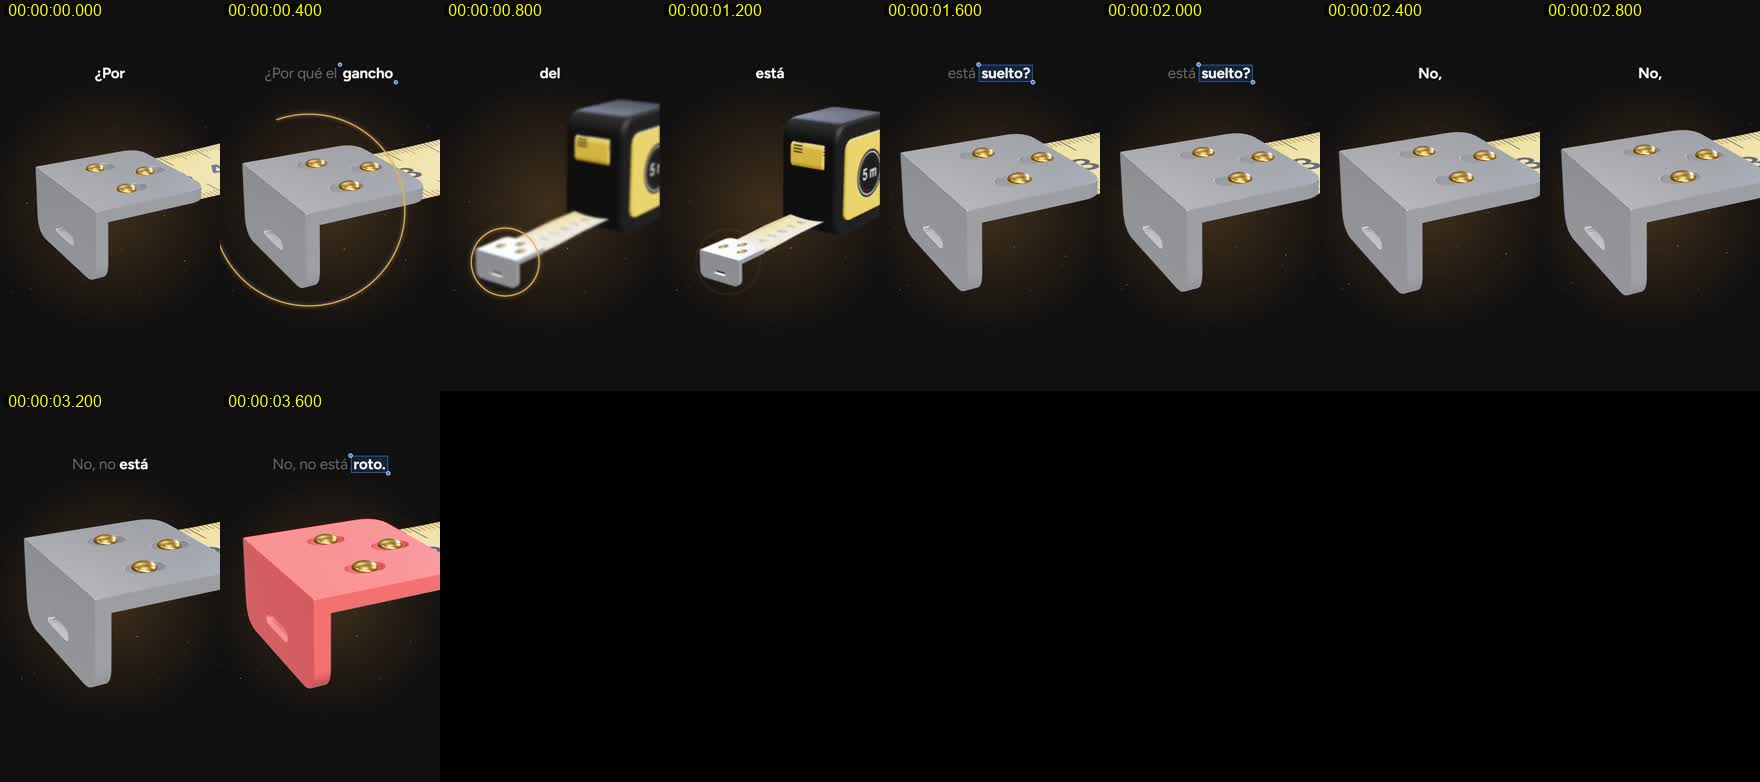 00:00:00.000
¿Por
00:00:00.400
¿Por qué el gancho
00:00:00.800
del
5 m
00:00:01.200
está
5 m
00:00:01.600
está suelto?
00:00:02.000
está suelto?
00:00:02.400
No,
00:00:02.800
No,
00:00:03.200
No, no está
00:00:03.600
No, no está roto.